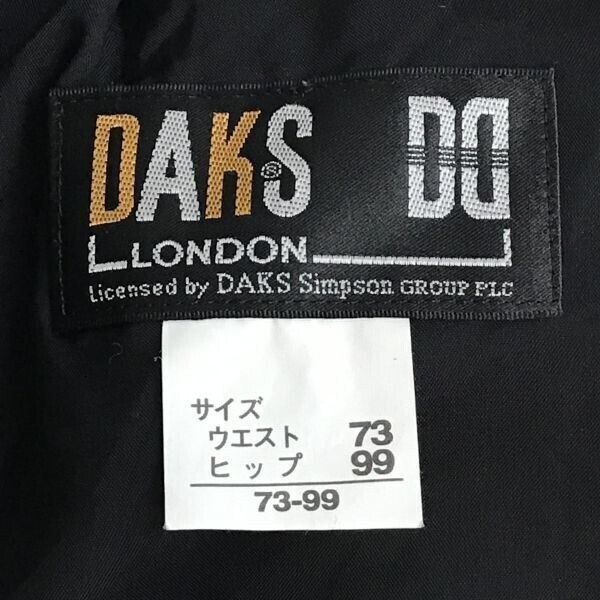 DAKS® DD
LONDON
Licensed by DAKS Simpson GROUP PLC
サイズ
ウエスト 73
ヒップ 99
73-99